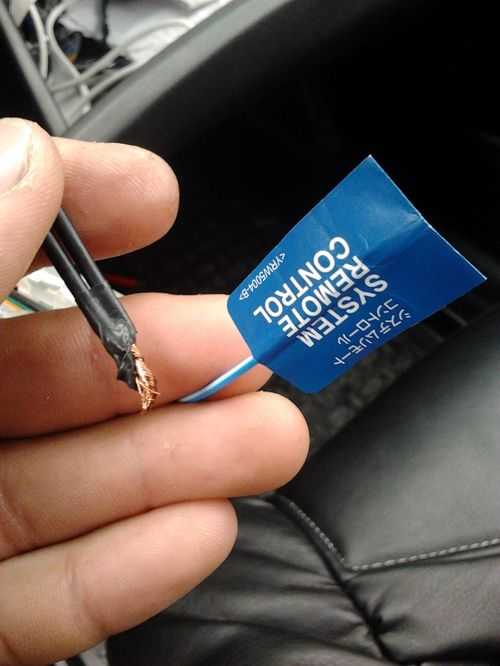 システムリモート
コントロール
SYSTEM
REMOTE
CONTROL
<YRW5004-B>